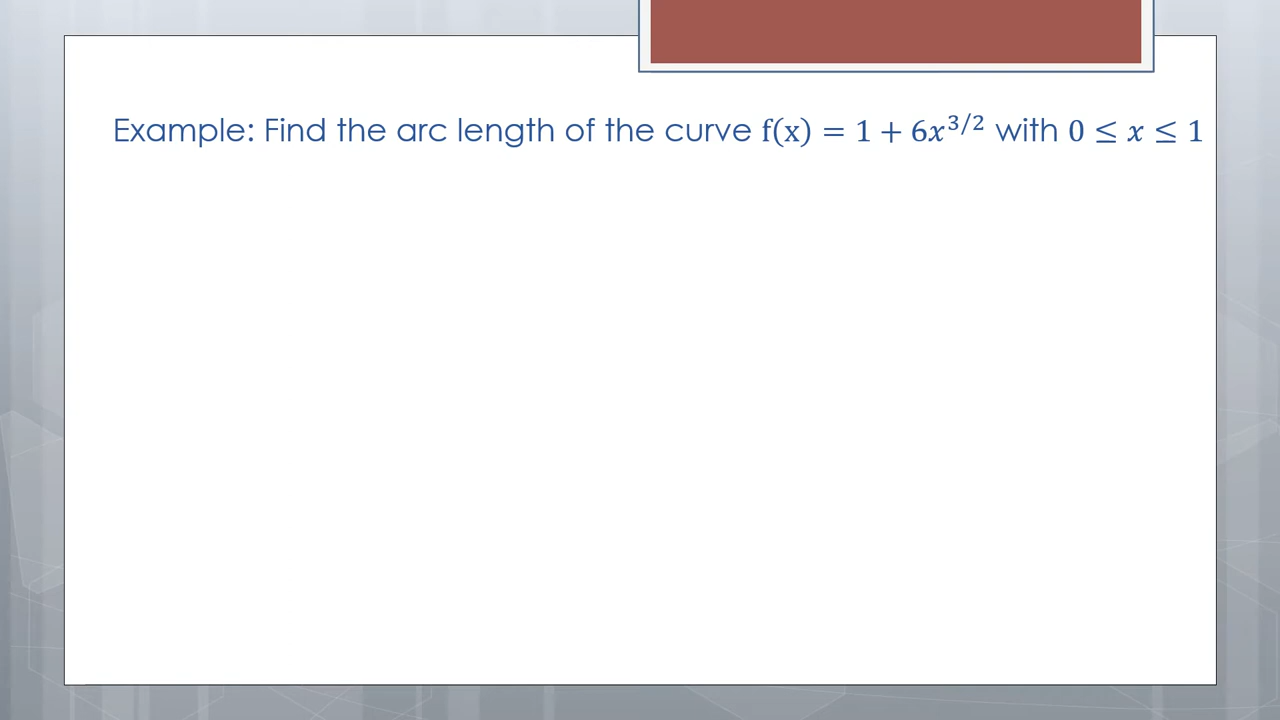 Example: Find the arc length of the curve f(x) = 1 + 6𝑥^{3/2} with 0 ≤ 𝑥 ≤ 1